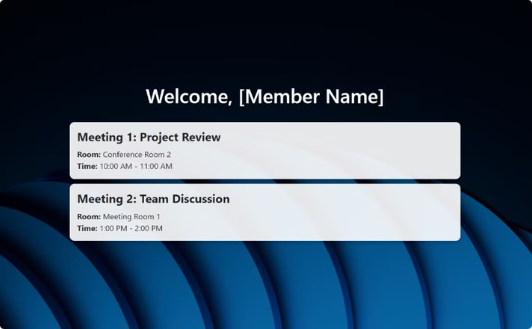 Welcome, [Member Name]
Meeting 1: Project Review
Room: Conference Room 2
Time: 10:00 AM - 11:00 AM
Meeting 2: Team Discussion
Room: Meeting Room 1
Time: 1:00 PM - 2:00 PM